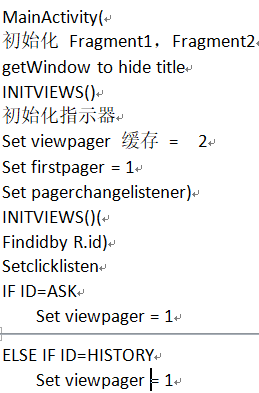 MainActivity(
初始化 Fragment1，Fragment2
getWindow to hide title
INITVIEWS()
初始化指示器
Set viewpager 缓存 = 2
Set firstpager = 1
Set pagerchangelistener)
INITVIEWS()(
Findidby R.id)
Setclicklisten
IF ID=ASK
Set viewpager = 1
ELSE IF ID=HISTORY
Set viewpager = 1